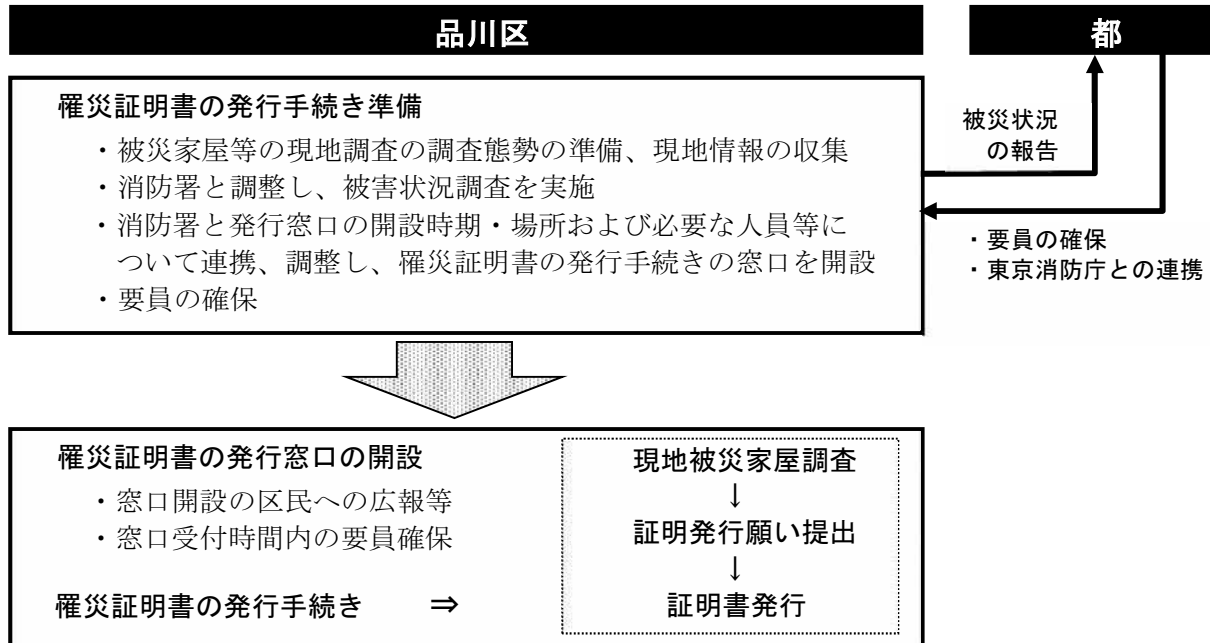 品川区
都
罹災証明書の発行手続き準備
・被災家屋等の現地調査の調査態勢の準備、現地情報の収集
・消防署と調整し、被害状況調査を実施
・消防署と発行窓口の開設時期・場所および必要な人員等に
ついて連携、調整し、罹災証明書の発行手続きの窓口を開設
・要員の確保
被災状況
の報告
・要員の確保
・東京消防庁との連携
罹災証明書の発行窓口の開設
・窓口開設の区民への広報等
・窓口受付時間内の要員確保
罹災証明書の発行手続き ⇒
現地被災家屋調査
↓
証明発行願い提出
↓
証明書発行